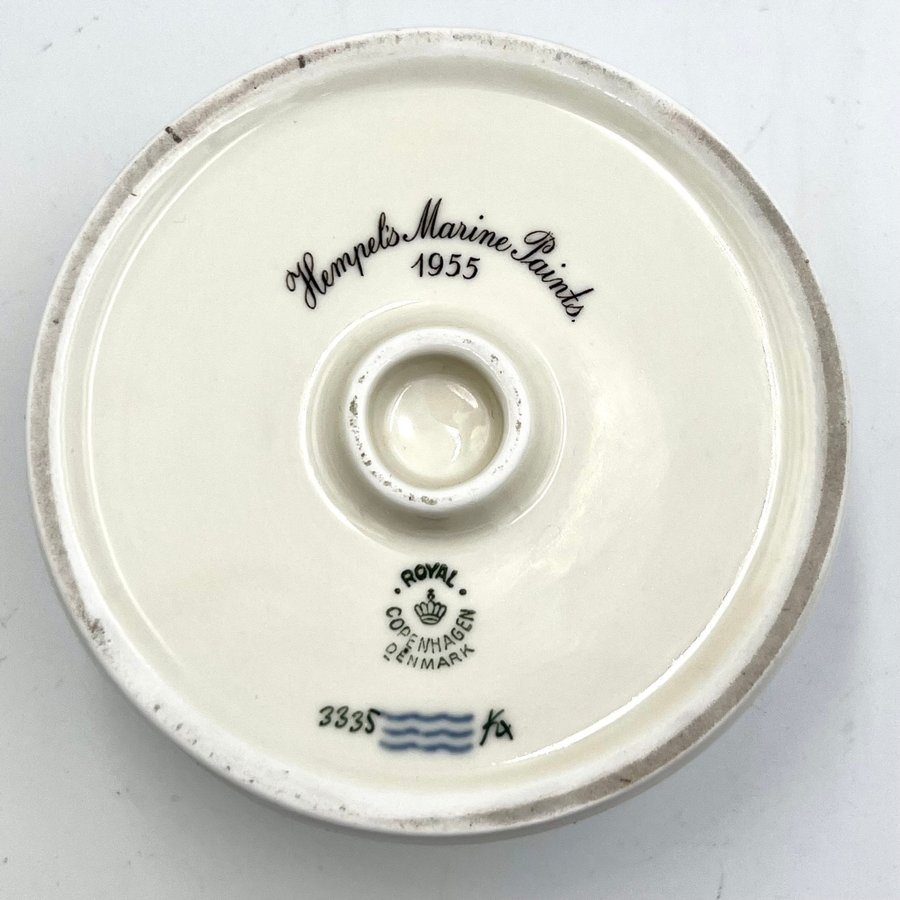 Hempel's Marine Paints.
1955
· ROYAL ·
COPENHAGEN
DENMARK
3335